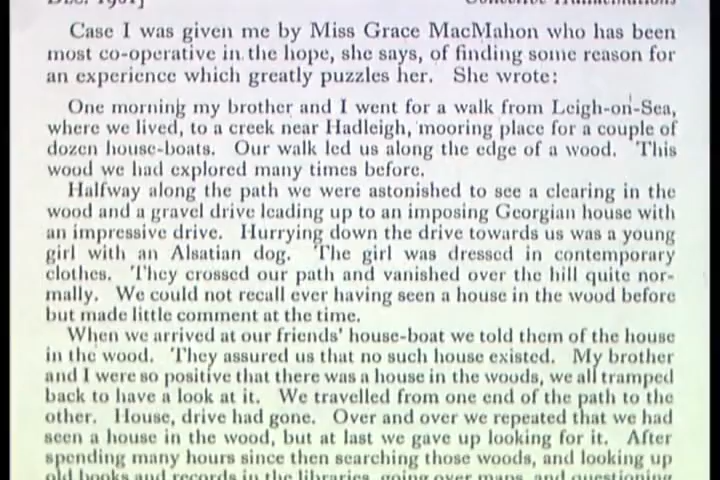 Case I was given me by Miss Grace MacMahon who has been
most co-operative in the hope, she says, of finding some reason for
an experience which greatly puzzles her. She wrote:
One morning my brother and I went for a walk from Leigh-on-Sea,
where we lived, to a creek near Hadleigh, mooring place for a couple of
dozen house-boats. Our walk led us along the edge of a wood. This
wood we had explored many times before.
Halfway along the path we were astonished to see a clearing in the
wood and a gravel drive leading up to an imposing Georgian house with
an impressive drive. Hurrying down the drive towards us was a young
girl with an Alsatian dog. The girl was dressed in contemporary
clothes. They crossed our path and vanished over the hill quite nor-
mally. We could not recall ever having seen a house in the wood before
but made little comment at the time.
When we arrived at our friends' house-boat we told them of the house
in the wood. They assured us that no such house existed. My brother
and I were so positive that there was a house in the woods, we all tramped
back to have a look at it. We travelled from one end of the path to the
other. House, drive had gone. Over and over we repeated that we had
seen a house in the wood, but at last we gave up looking for it. After
spending many hours since then searching those woods, and looking up
old books and records in the libraries, going over maps, and questioning